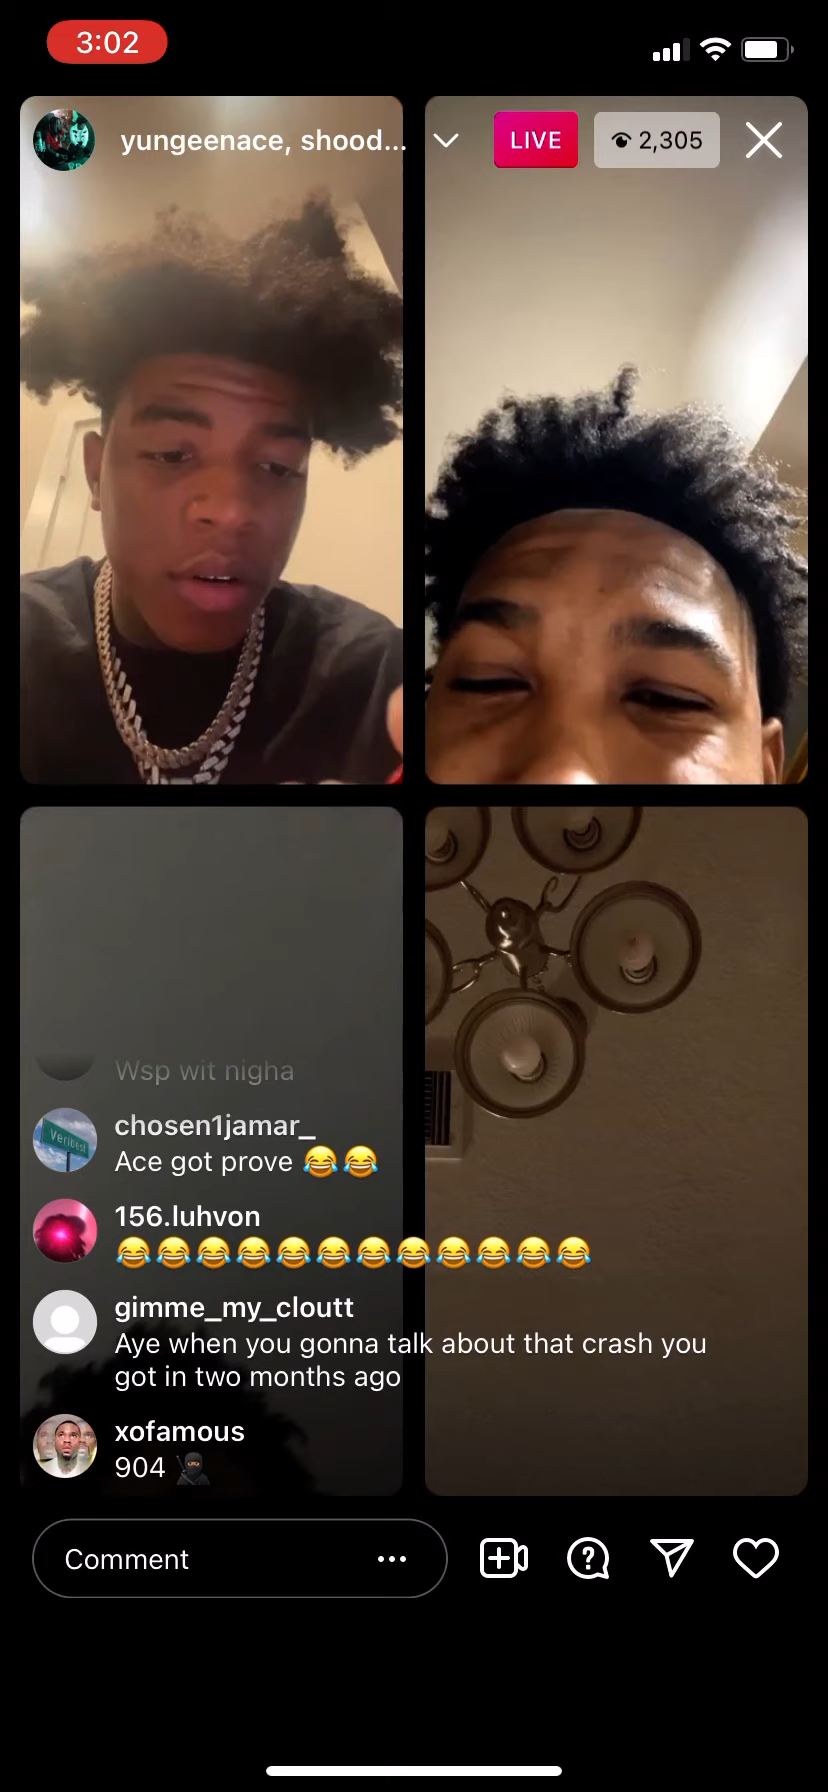 3:02
yungeenace, shood...
LIVE
2,305
Wsp wit nigha
chosen1jamar_
Ace got prove 😂😂
156.luhvon
😂😂😂😂😂😂😂😂😂😂😂😂
gimme_my_cloutt
Aye when you gonna talk about that crash you
got in two months ago
xofamous
904 🥷🏿
Comment